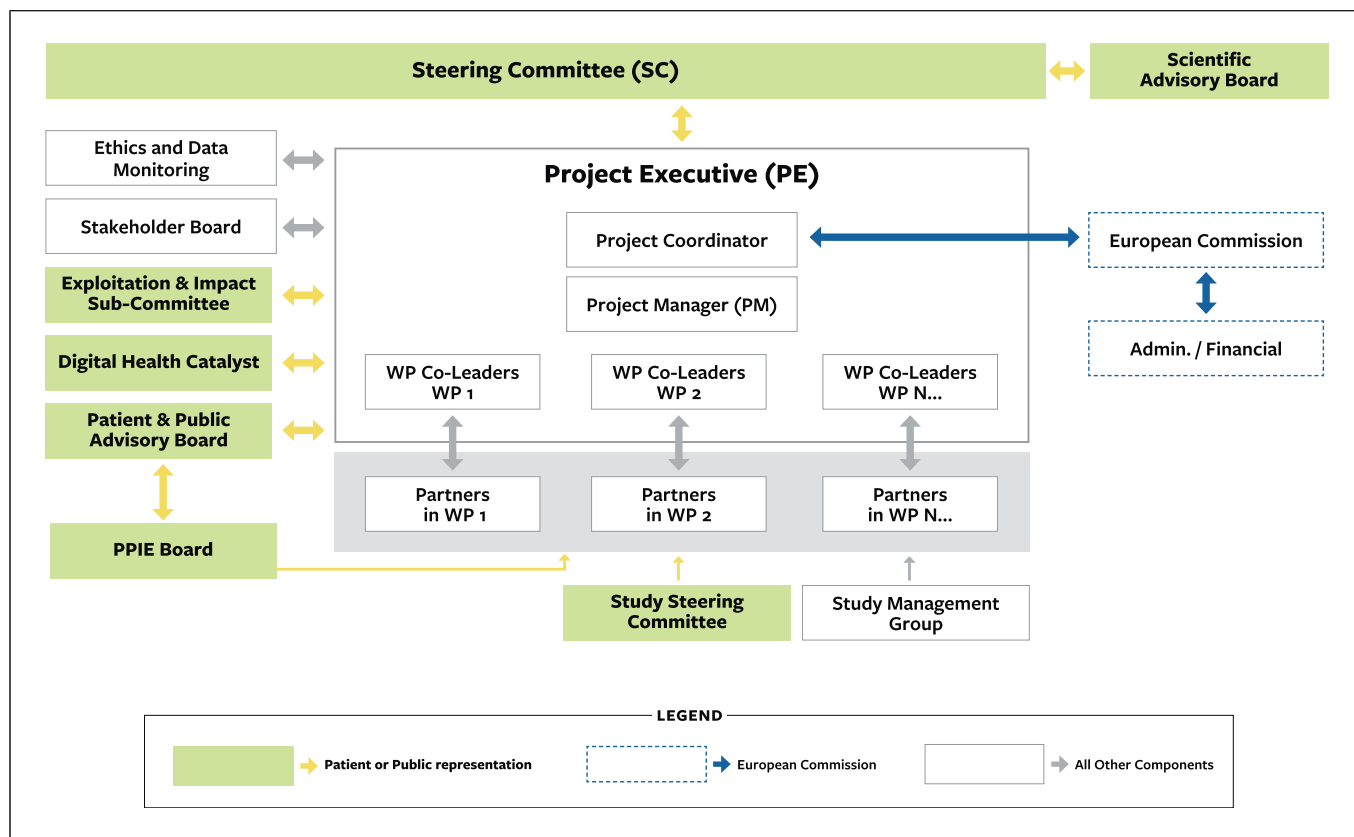 Steering Committee (SC)
Scientific
Advisory Board
Ethics and Data
Monitoring
Stakeholder Board
Exploitation & Impact
Sub-Committee
Digital Health Catalyst
Patient & Public
Advisory Board
PPIE Board
Project Executive (PE)
Project Coordinator
Project Manager (PM)
WP Co-Leaders
WP 1
WP Co-Leaders
WP 2
WP Co-Leaders
WP N...
Partners
in WP 1
Partners
in WP 2
Partners
in WP N...
Study Steering
Committee
Study Management
Group
European Commission
Admin. / Financial
LEGEND
Patient or Public representation
European Commission
All Other Components